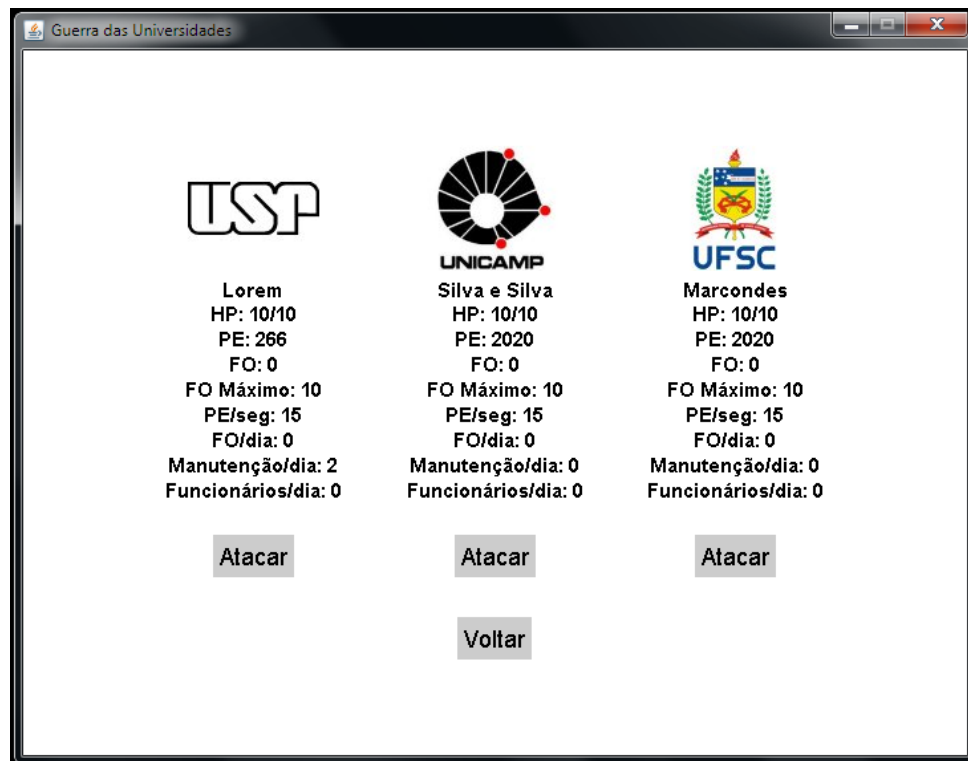 Guerra das Universidades
USP
UNICAMP
UFSC
Lorem
HP: 10/10
PE: 266
FO: 0
FO Máximo: 10
PE/seg: 15
FO/dia: 0
Manutenção/dia: 2
Funcionários/dia: 0
Atacar
Silva e Silva
HP: 10/10
PE: 2020
FO: 0
FO Máximo: 10
PE/seg: 15
FO/dia: 0
Manutenção/dia: 0
Funcionários/dia: 0
Atacar
Marcondes
HP: 10/10
PE: 2020
FO: 0
FO Máximo: 10
PE/seg: 15
FO/dia: 0
Manutenção/dia: 0
Funcionários/dia: 0
Atacar
Voltar